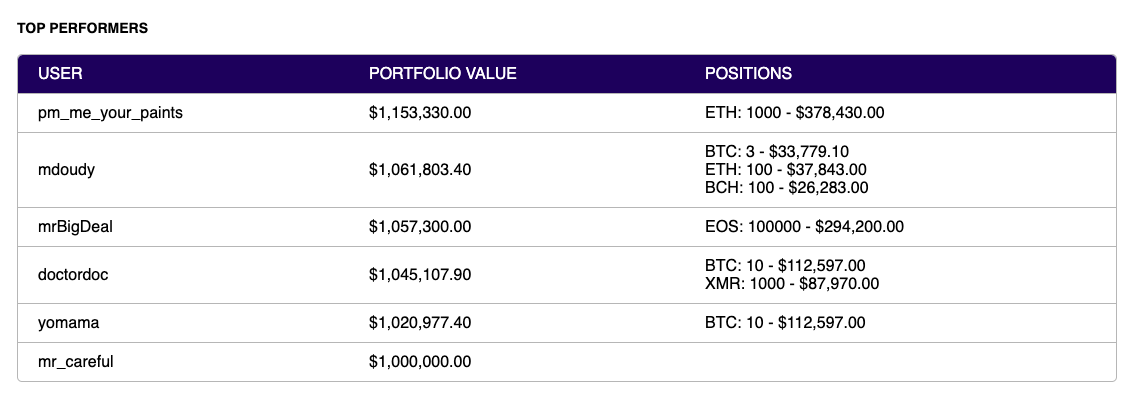 TOP PERFORMERS
USER PORTFOLIO VALUE POSITIONS
pm_me_your_paints $1,153,330.00 ETH: 1000 - $378,430.00
mdoudy $1,061,803.40 BTC: 3 - $33,779.10
ETH: 100 - $37,843.00
BCH: 100 - $26,283.00
mrBigDeal $1,057,300.00 EOS: 100000 - $294,200.00
doctordoc $1,045,107.90 BTC: 10 - $112,597.00
XMR: 1000 - $87,970.00
yomama $1,020,977.40 BTC: 10 - $112,597.00
mr_careful $1,000,000.00